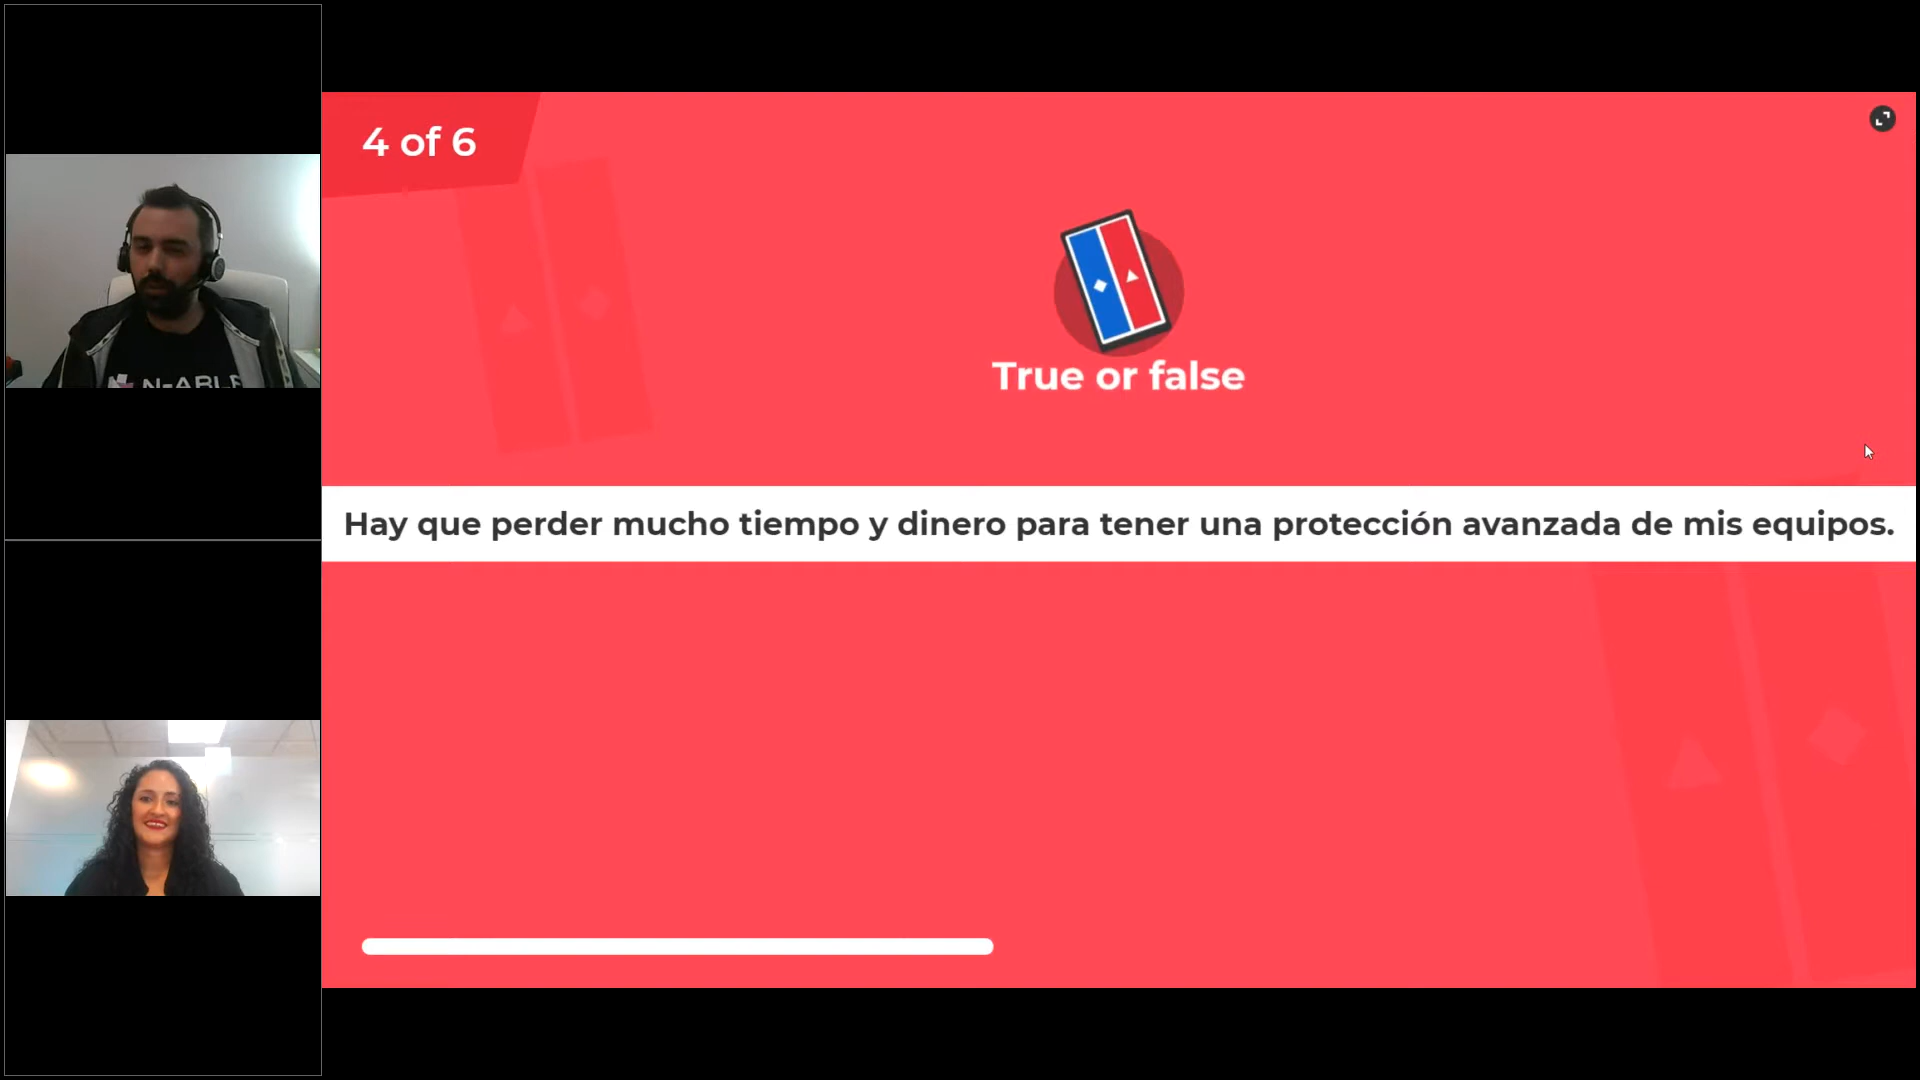 4 of 6
True or false
Hay que perder mucho tiempo y dinero para tener una protección avanzada de mis equipos.
N-ABLE